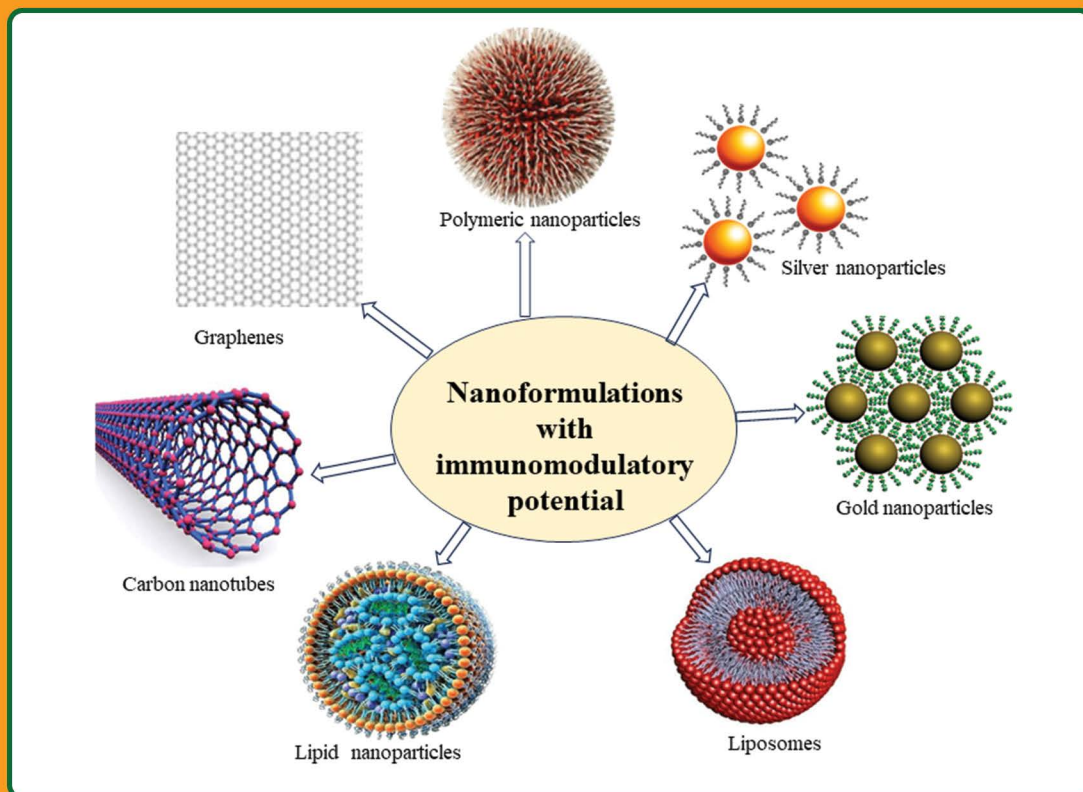 Polymeric nanoparticles
Silver nanoparticles
Graphenes
Nanoformulations
with
immunomodulatory
potential
Gold nanoparticles
Carbon nanotubes
Lipid nanoparticles
Liposomes